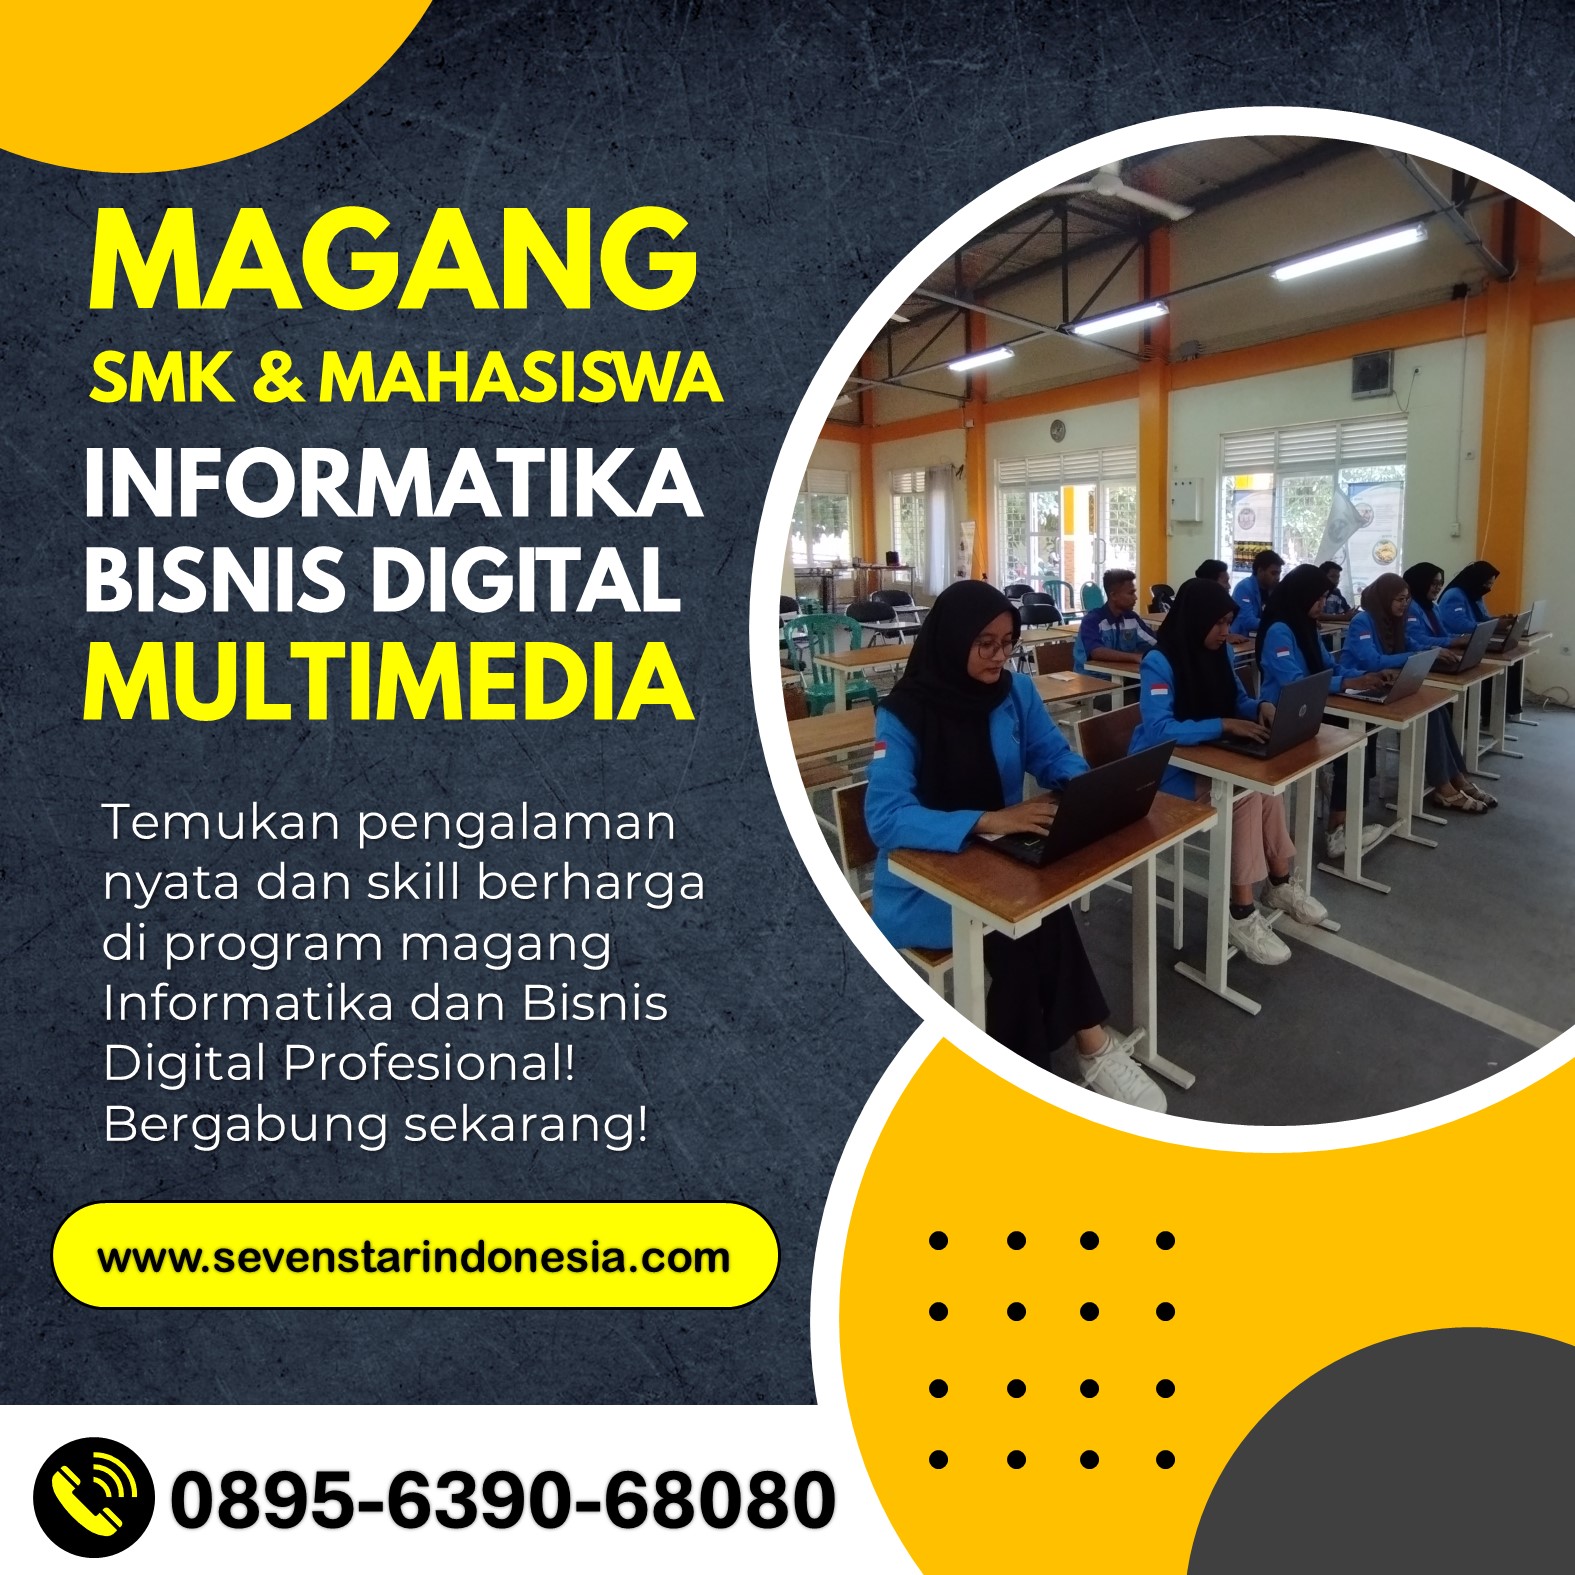 MAGANG
SMK & MAHASISWA
INFORMATIKA
BISNIS DIGITAL
MULTIMEDIA
Temukan pengalaman
nyata dan skill berharga
di program magang
Informatika dan Bisnis
Digital Profesional!
Bergabung sekarang!
www.sevenstarindonesia.com
0895-6390-68080